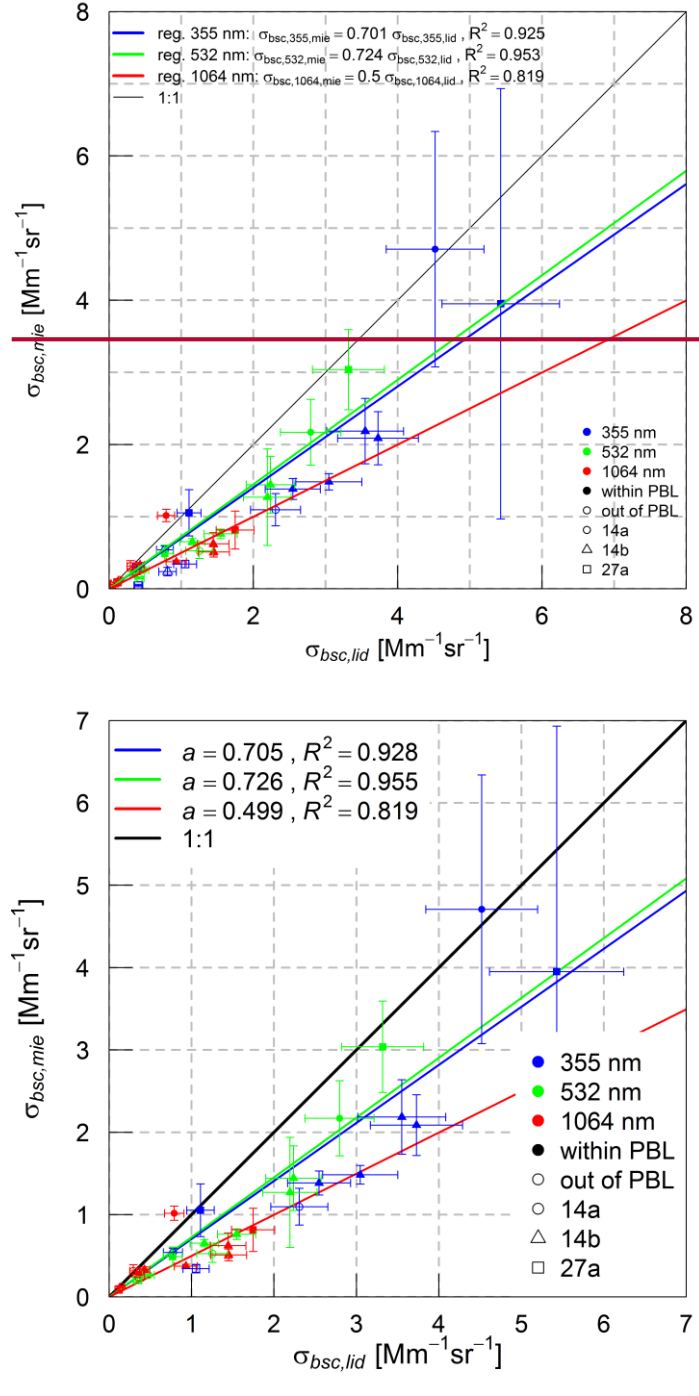 reg. 355 nm: σbsc,355,mie = 0.701 σbsc,355,lid , R² = 0.925
reg. 532 nm: σbsc,532,mie = 0.724 σbsc,532,lid , R² = 0.953
reg. 1064 nm: σbsc,1064,mie = 0.5 σbsc,1064,lid , R² = 0.819
1:1
8
6
4
2
0
σbsc,mie [Mm⁻¹sr⁻¹]
355 nm
532 nm
1064 nm
within PBL
out of PBL
14a
14b
27a
0 2 4 6 8
σbsc,lid [Mm⁻¹sr⁻¹]
7
6
5
4
3
2
1
0
a = 0.705 , R² = 0.928
a = 0.726 , R² = 0.955
a = 0.499 , R² = 0.819
1:1
σbsc,mie [Mm⁻¹sr⁻¹]
355 nm
532 nm
1064 nm
within PBL
out of PBL
14a
14b
27a
0 1 2 3 4 5 6 7
σbsc,lid [Mm⁻¹sr⁻¹]